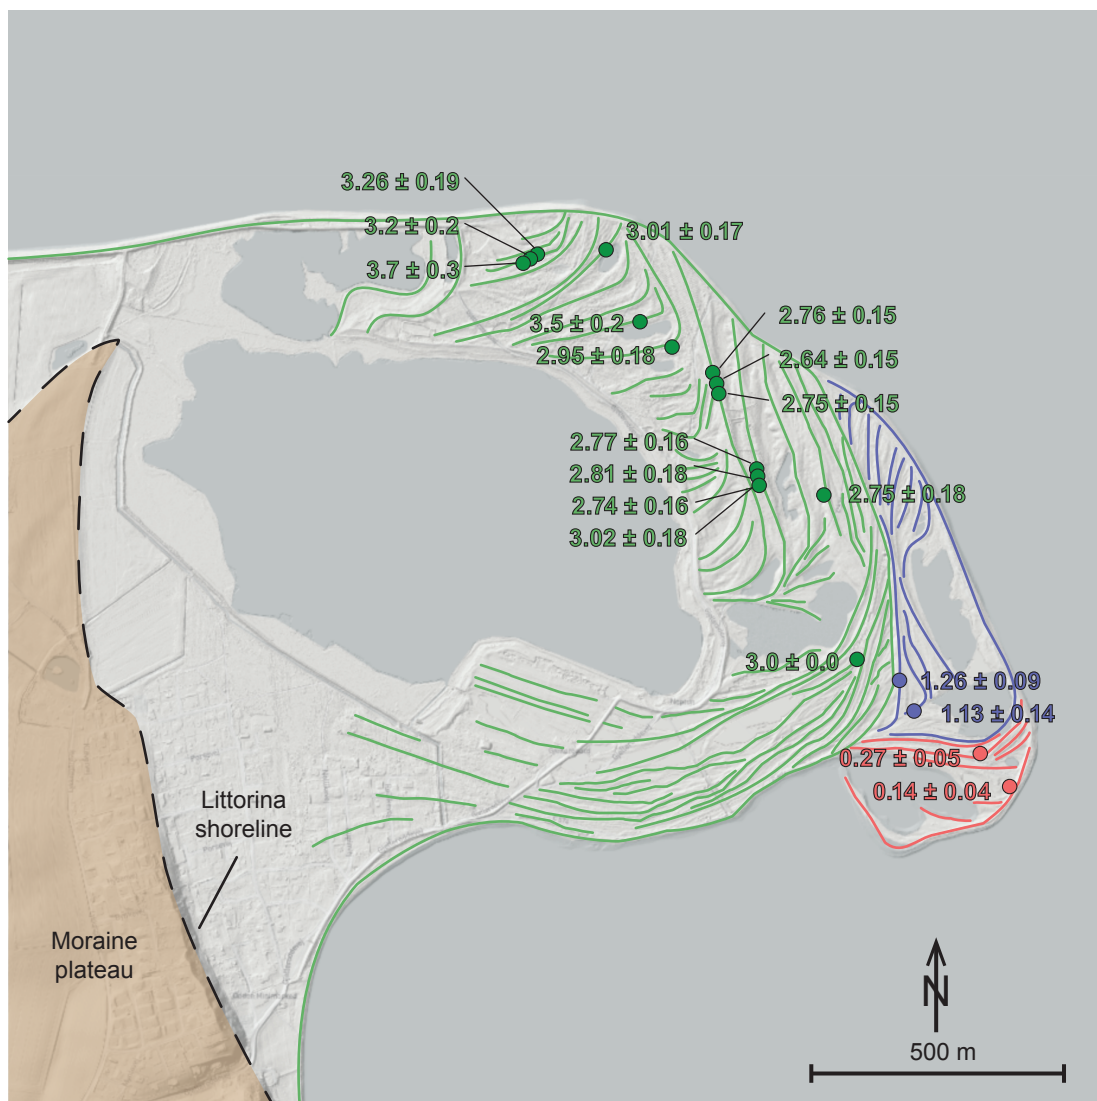 3.26 ± 0.19
3.2 ± 0.2
3.01 ± 0.17
3.7 ± 0.3
3.5 ± 0.2
2.95 ± 0.18
2.76 ± 0.15
2.64 ± 0.15
2.75 ± 0.15
2.77 ± 0.16
2.81 ± 0.18
2.74 ± 0.16
3.02 ± 0.18
2.75 ± 0.18
3.0 ± 0.0
1.26 ± 0.09
1.13 ± 0.14
0.27 ± 0.05
0.14 ± 0.04
Littorina
shoreline
Moraine
plateau
N
500 m